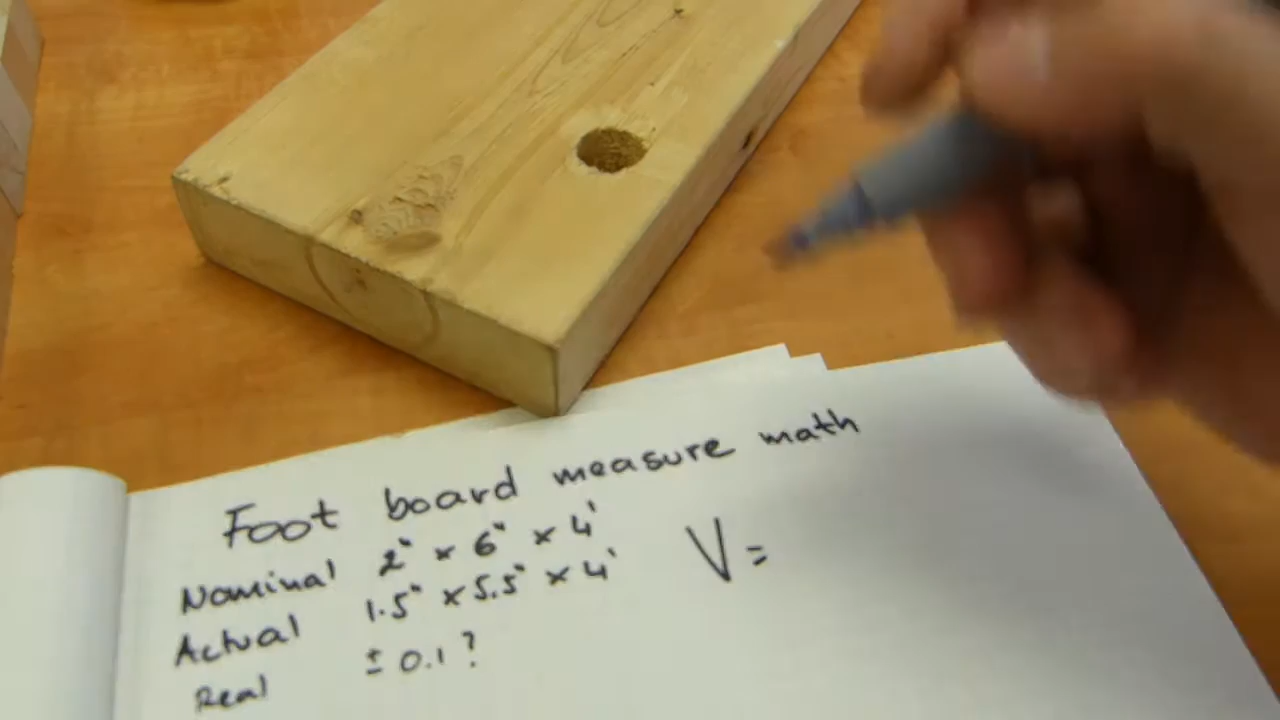 Foot board measure math
Nominal 2" x 6" x 4'
Actual 1.5" x 5.5" x 4'
Real ± 0.1 ?
V =